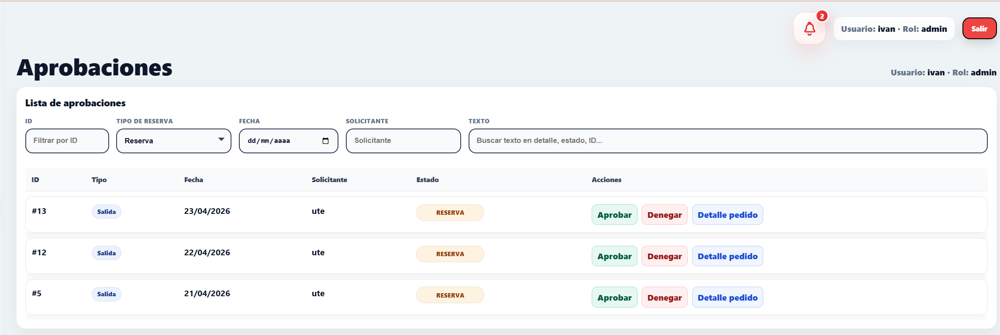 2
Usuario: ivan · Rol: admin
Salir
Aprobaciones
Usuario: ivan · Rol: admin
Lista de aprobaciones
ID TIPO DE RESERVA FECHA SOLICITANTE TEXTO
Filtrar por ID Reserva dd/mm/aaaa Solicitante Buscar texto en detalle, estado, ID...
ID Tipo Fecha Solicitante Estado Acciones
#13 Salida 23/04/2026 ute RESERVA Aprobar Denegar Detalle pedido
#12 Salida 22/04/2026 ute RESERVA Aprobar Denegar Detalle pedido
#5 Salida 21/04/2026 ute RESERVA Aprobar Denegar Detalle pedido